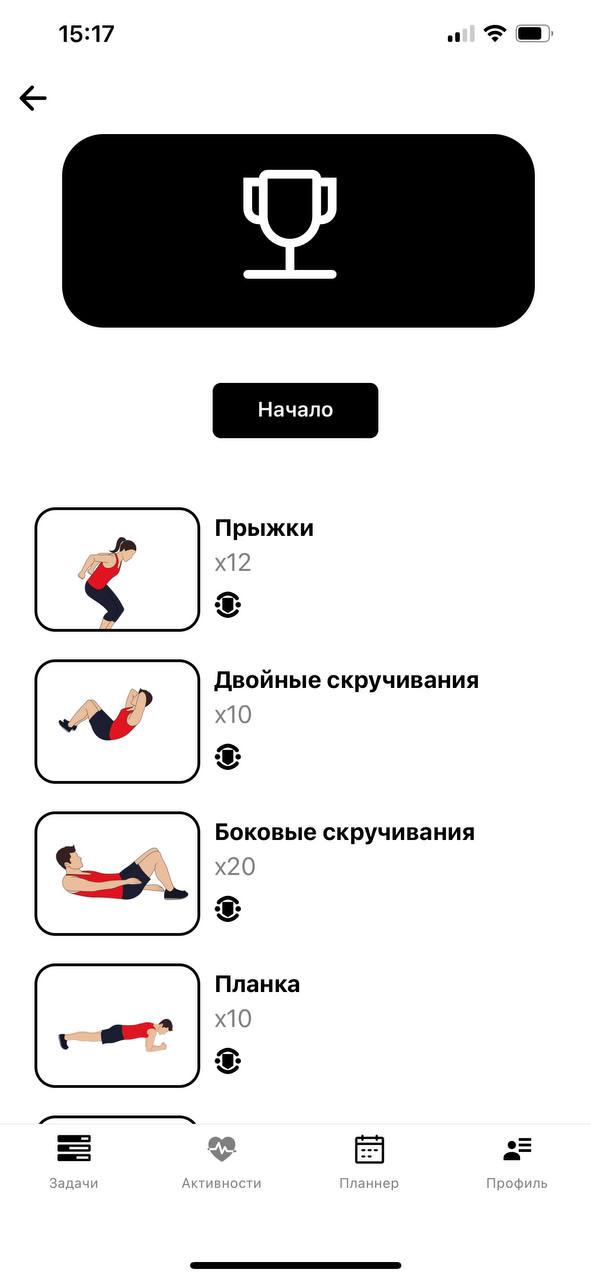 15:17
Начало
Прыжки
x12
Двойные скручивания
x10
Боковые скручивания
x20
Планка
x10
Задачи
Активности
Планнер
Профиль